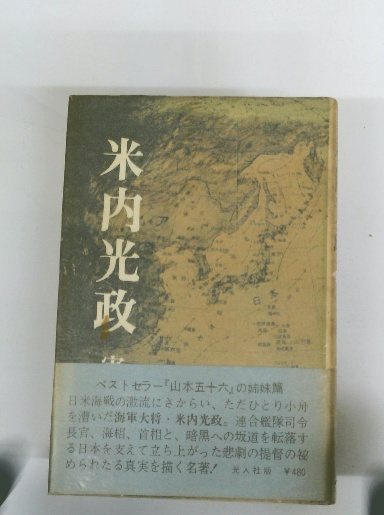 米内光政
ベストセラー『山本五十六』の姉妹篇
日米海戦の激流にさからい、ただひとり小舟
を漕いだ海軍大将・米内光政。連合艦隊司令
長官、海相、首相と、暗黒への坂道を転落す
る日本を支えて立ち上がった悲劇の提督の秘
められたる真実を描く名著!
光人社版 ¥480